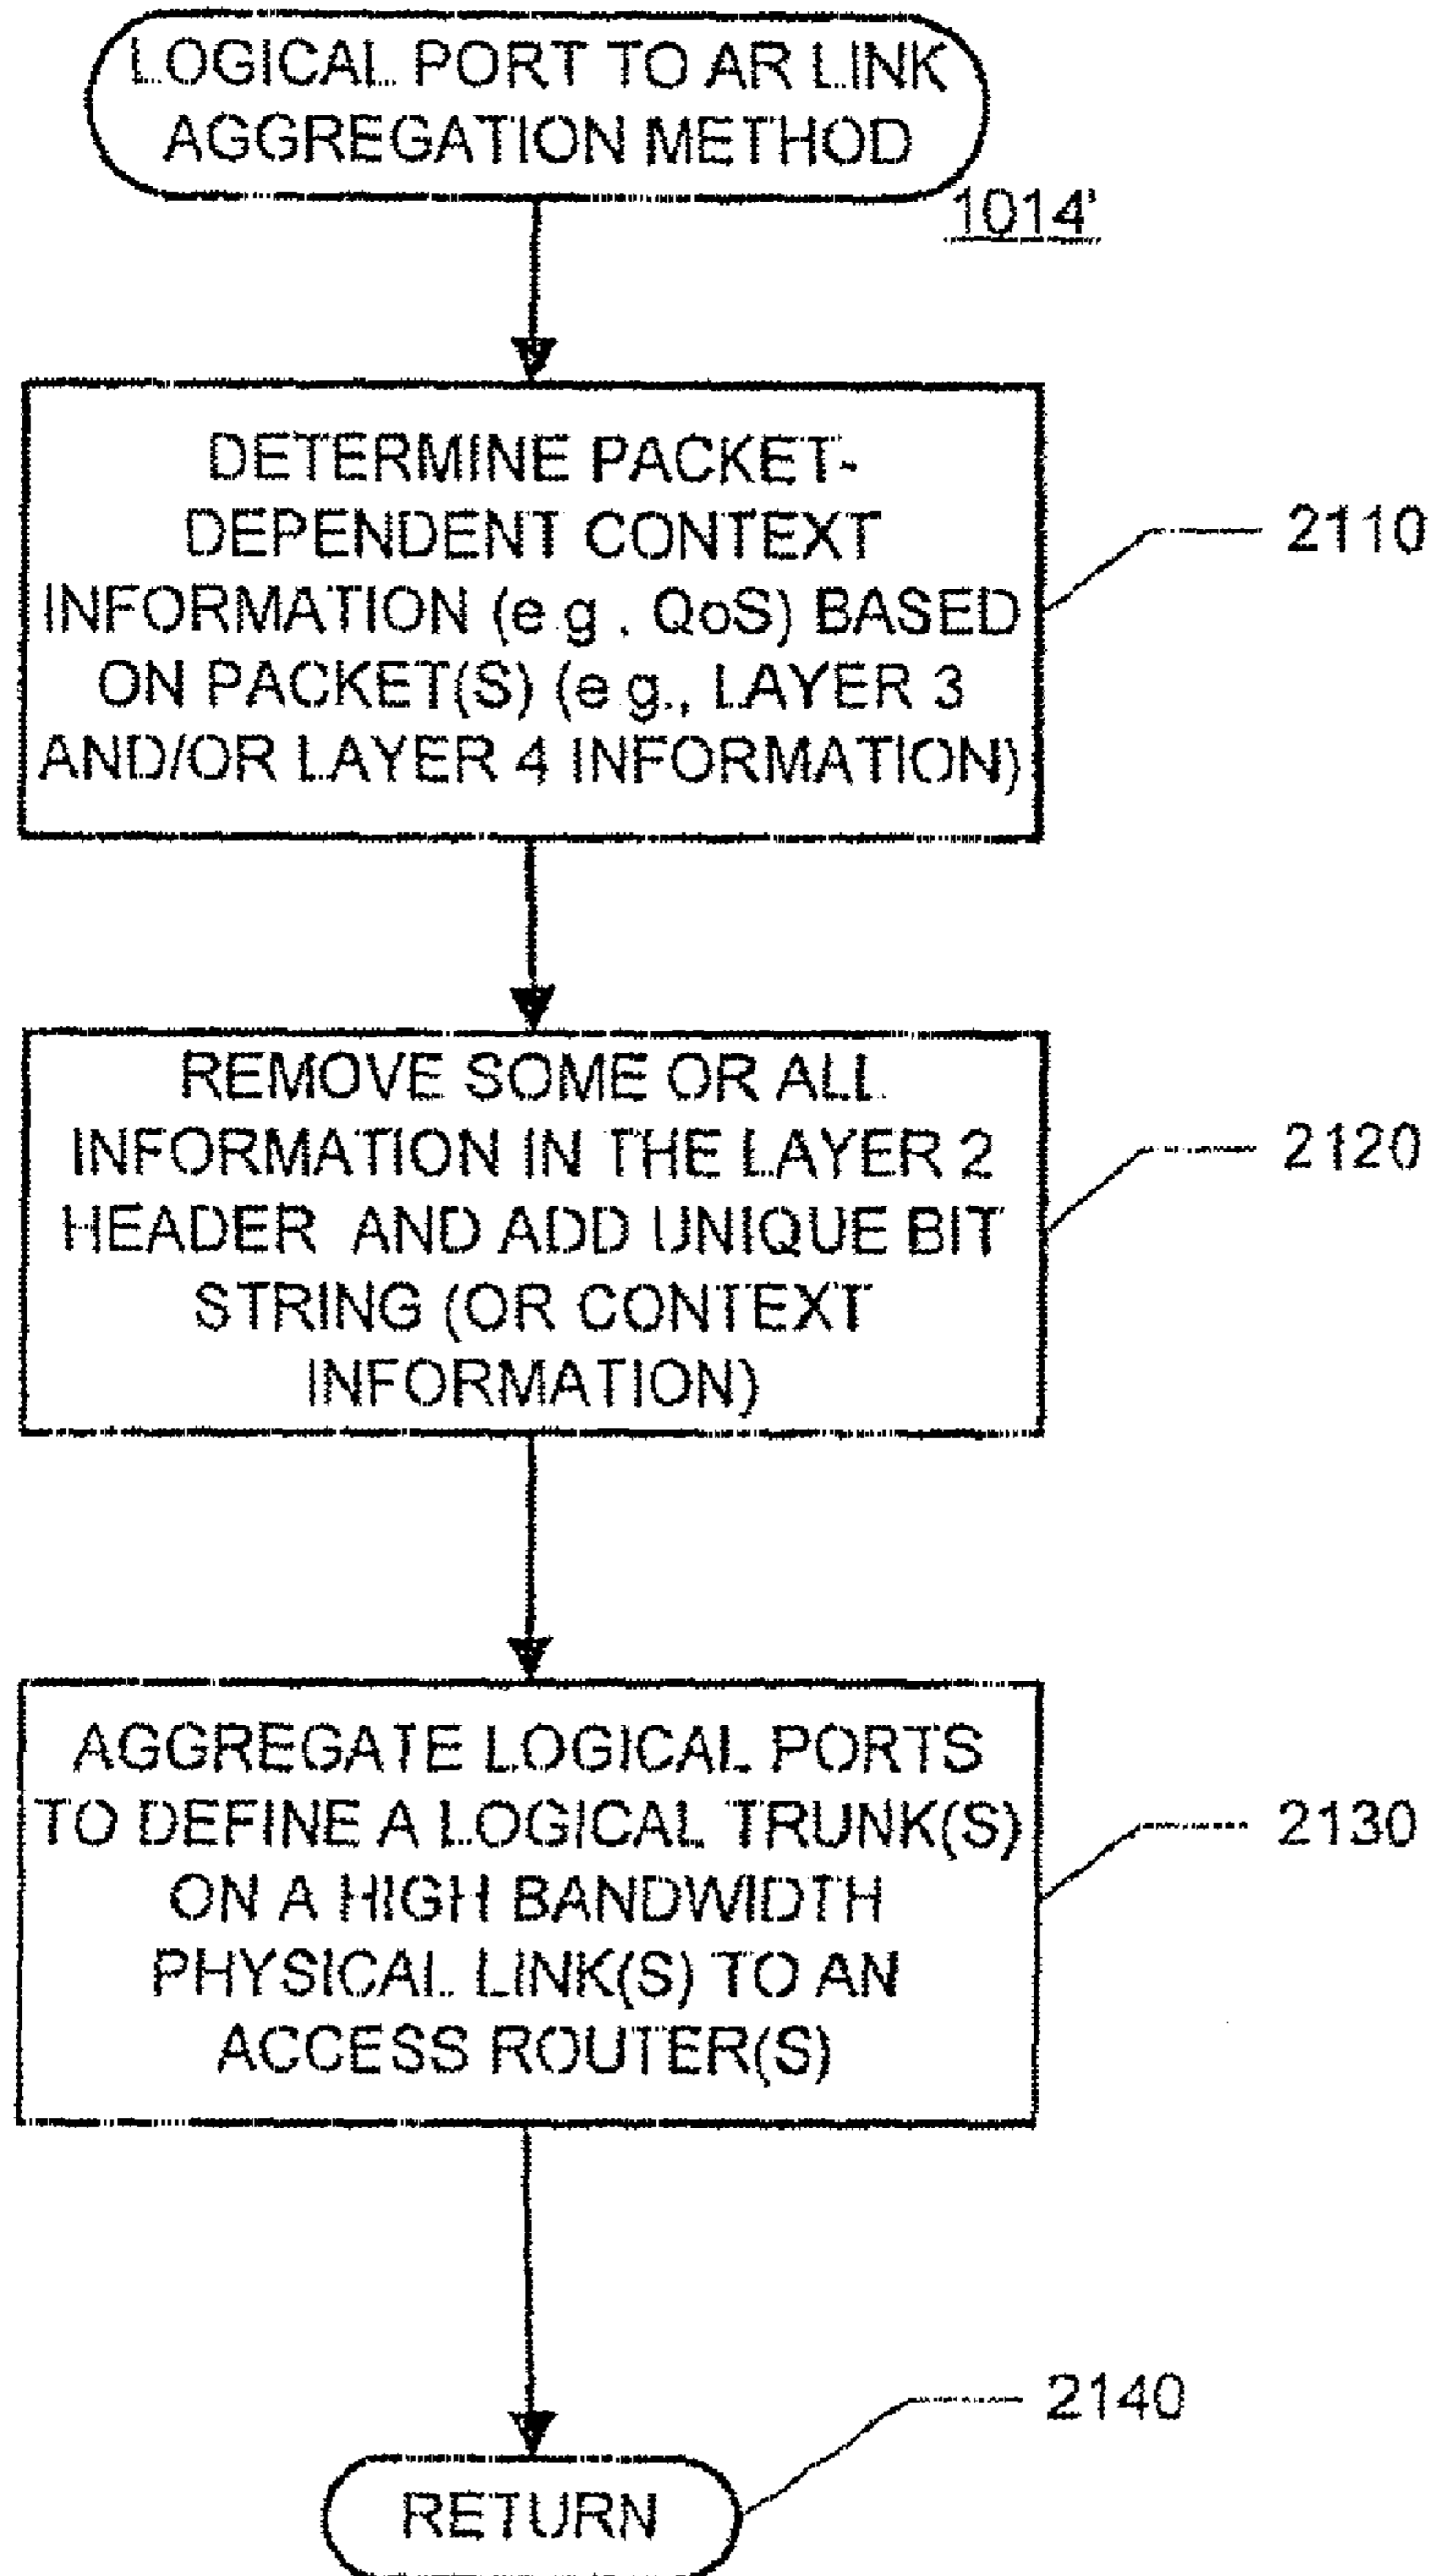 LOGICAL PORT TO AR LINK
AGGREGATION METHOD
1014'
DETERMINE PACKET-
DEPENDENT CONTEXT
INFORMATION (e.g., QoS) BASED
ON PACKET(S) (e.g., LAYER 3
AND/OR LAYER 4 INFORMATION)
2110
REMOVE SOME OR ALL
INFORMATION IN THE LAYER 2
HEADER AND ADD UNIQUE BIT
STRING (OR CONTEXT
INFORMATION)
2120
AGGREGATE LOGICAL PORTS
TO DEFINE A LOGICAL TRUNK(S)
ON A HIGH BANDWIDTH
PHYSICAL LINK(S) TO AN
ACCESS ROUTER(S)
2130
2140
RETURN